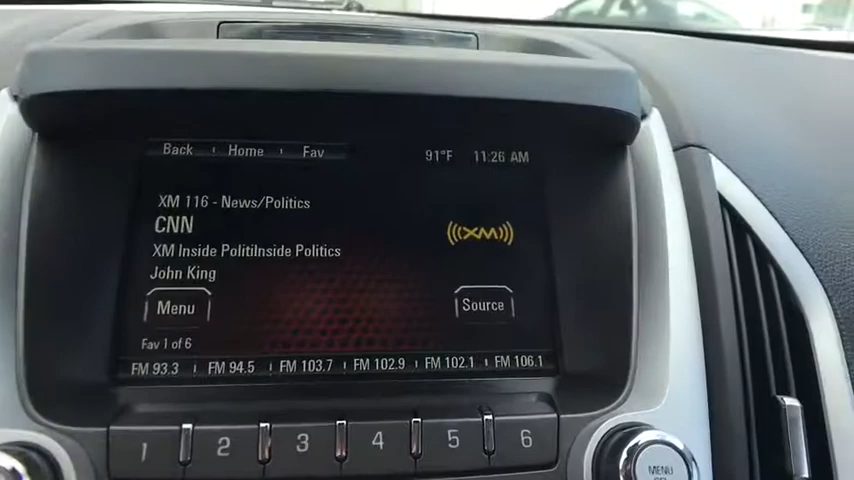 Back Home Fav 91°F 11:26 AM
XM 116 - News/Politics
CNN
XM
XM Inside PolitiInside Politics
John King
Menu Source
Fav 1 of 6
FM 93.3 FM 94.5 FM 103.7 FM 102.9 FM 102.1 FM 106.1
1 2 3 4 5 6
MENU
SEL